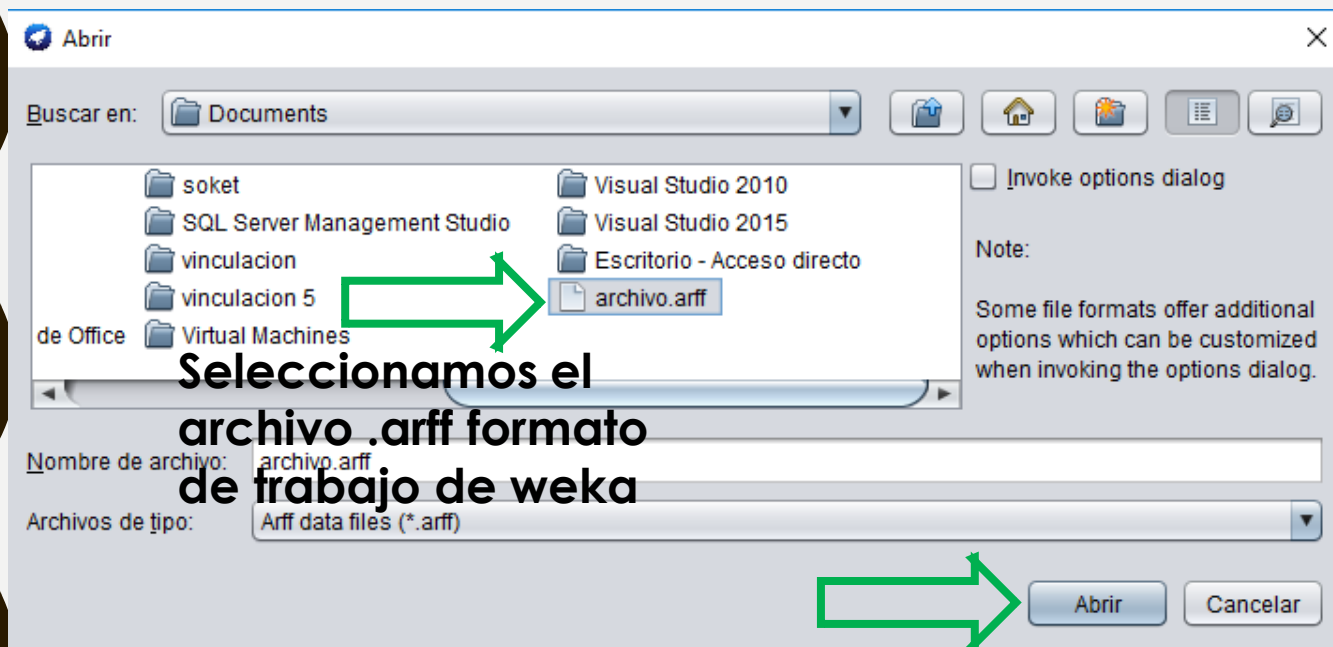 Abrir
Buscar en: Documents
soket
SQL Server Management Studio
vinculacion
vinculacion 5
de Office Virtual Machines
Visual Studio 2010
Visual Studio 2015
Escritorio - Acceso directo
archivo.arff
Invoke options dialog
Note:
Some file formats offer additional
options which can be customized
when invoking the options dialog.
Seleccionamos el
archivo .arff formato
de trabajo de weka
Nombre de archivo: archivo.arff
Archivos de tipo: Arff data files (*.arff)
Abrir Cancelar